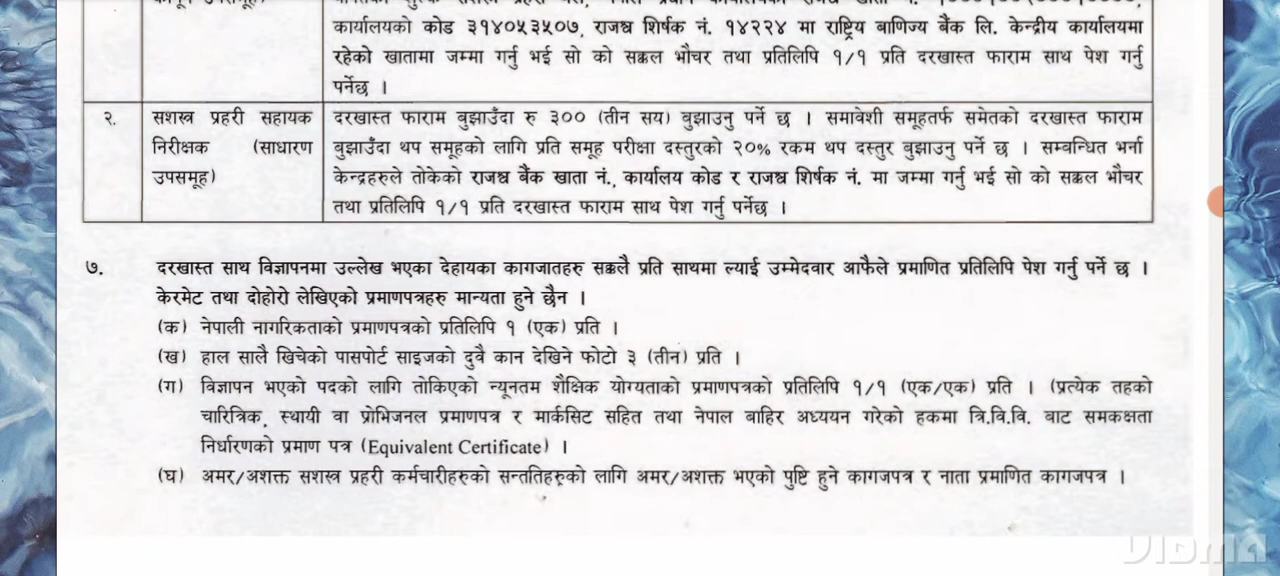 कार्यालयको कोड ३१४०५३५०७, राजश्व शिर्षक नं. १४२२४ मा राष्ट्रिय बाणिज्य बैंक लि. केन्द्रीय कार्यालयमा
रहेको खातामा जम्मा गर्नु भई सो को सक्कल भौचर तथा प्रतिलिपि १/१ प्रति दरखास्त फाराम साथ पेश गर्नु
पर्नेछ ।
२. सशस्त्र प्रहरी सहायक दरखास्त फाराम बुझाउँदा रु ३०० (तीन सय) बुझाउनु पर्ने छ । समावेशी समूहतर्फ समेतको दरखास्त फाराम
निरीक्षक (साधारण बुझाउँदा थप समूहको लागि प्रति समूह परीक्षा दस्तुरको २०% रकम थप दस्तुर बुझाउनु पर्ने छ । सम्वन्धित भर्ना
उपसमूह) केन्द्रहरुले तोकेको राजश्व बैंक खाता नं., कार्यालय कोड र राजश्व शिर्षक नं. मा जम्मा गर्नु भई सो को सक्कल भौचर
तथा प्रतिलिपि १/१ प्रति दरखास्त फाराम साथ पेश गर्नु पर्नेछ ।
७. दरखास्त साथ विज्ञापनमा उल्लेख भएका देहायका कागजातहरु सक्कलै प्रति साथमा ल्याई उम्मेदवार आफैले प्रमाणित प्रतिलिपि पेश गर्नु पर्ने छ ।
केरमेट तथा दोहोरो लेखिएको प्रमाणपत्रहरु मान्यता हुने छैन ।
(क) नेपाली नागरिकताको प्रमाणपत्रको प्रतिलिपि १ (एक) प्रति ।
(ख) हाल सालै खिचेको पासपोर्ट साइजको दुवै कान देखिने फोटो ३ (तीन) प्रति ।
(ग) विज्ञापन भएको पदको लागि तोकिएको न्यूनतम शैक्षिक योग्यताको प्रमाणपत्रको प्रतिलिपि १/१ (एक/एक) प्रति । (प्रत्येक तहको
चारित्रिक, स्थायी वा प्रोभिजनल प्रमाणपत्र र मार्कसिट सहित तथा नेपाल बाहिर अध्ययन गरेको हकमा त्रि.वि.वि. बाट समकक्षता
निर्धारणको प्रमाण पत्र (Equivalent Certificate) ।
(घ) अमर/अशक्त सशस्त्र प्रहरी कर्मचारीहरुको सन्ततिहरुको लागि अमर/अशक्त भएको पुष्टि हुने कागजपत्र र नाता प्रमाणित कागजपत्र ।
VIDMA